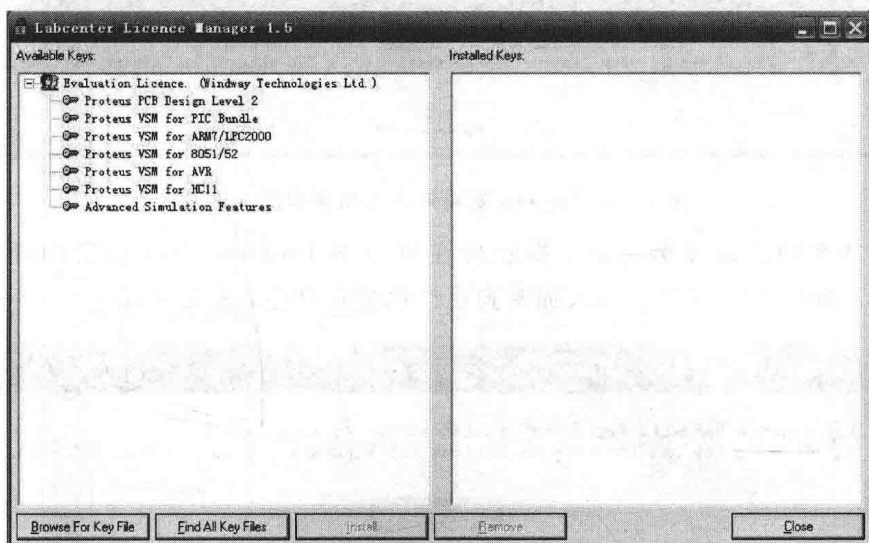 Labcenter Licence Manager 1.5
Available Keys:
Installed Keys:
Evaluation Licence. (Windway Technologies Ltd.)
Proteus PCB Design Level 2
Proteus VSM for PIC Bundle
Proteus VSM for ARM7/LPC2000
Proteus VSM for 8051/52
Proteus VSM for AVR
Proteus VSM for HC11
Advanced Simulation Features
Browse For Key File
Find All Key Files
Install
Remove
Close